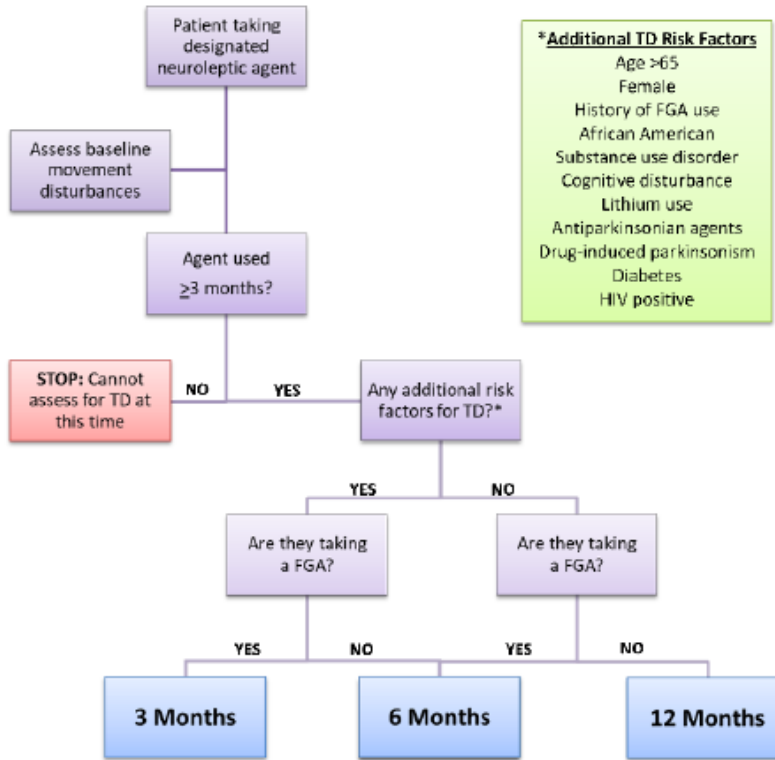 Patient taking
designated
neuroleptic agent
*Additional TD Risk Factors
Age >65
Female
History of FGA use
African American
Substance use disorder
Cognitive disturbance
Lithium use
Antiparkinsonian agents
Drug-induced parkinsonism
Diabetes
HIV positive
Assess baseline
movement
disturbances
Agent used
≥3 months?
STOP: Cannot
assess for TD at
this time
NO
YES
Any additional risk
factors for TD?*
YES
NO
Are they taking
a FGA?
Are they taking
a FGA?
YES
NO
YES
NO
3 Months
6 Months
12 Months